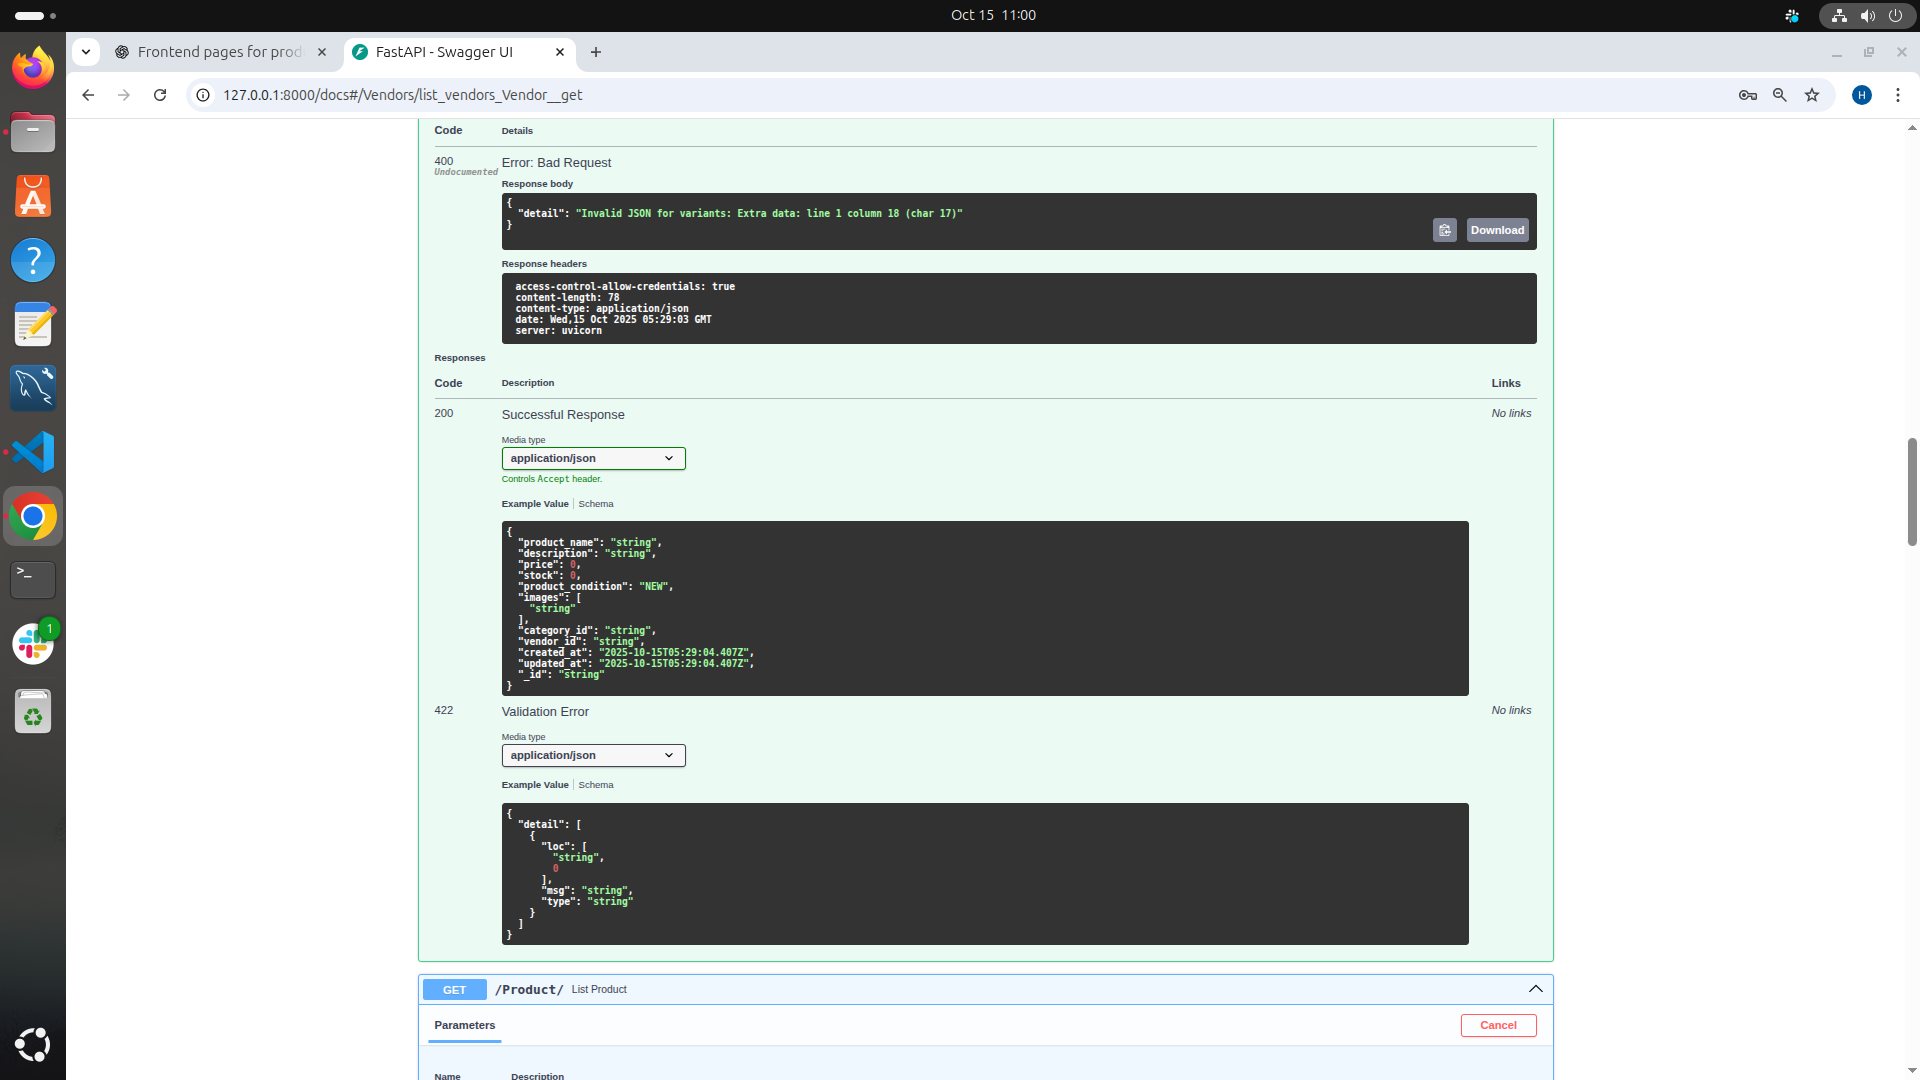 Oct 15 11:00
Frontend pages for prod
FastAPI - Swagger UI
127.0.0.1:8000/docs#/Vendors/list_vendors_Vendor__get
H
Code Details
400 Error: Bad Request
Undocumented
Response body
{
"detail": "Invalid JSON for variants: Extra data: line 1 column 18 (char 17)"
}
Download
Response headers
access-control-allow-credentials: true
content-length: 78
content-type: application/json
date: Wed,15 Oct 2025 05:29:03 GMT
server: uvicorn
Responses
Code Description Links
200 Successful Response No links
Media type
application/json
Controls Accept header.
Example Value Schema
{
"product_name": "string",
"description": "string",
"price": 0,
"stock": 0,
"product_condition": "NEW",
"images": [
"string"
],
"category_id": "string",
"vendor_id": "string",
"created_at": "2025-10-15T05:29:04.407Z",
"updated_at": "2025-10-15T05:29:04.407Z",
"_id": "string"
}
422 Validation Error No links
Media type
application/json
Example Value Schema
{
"detail": [
{
"loc": [
"string",
0
],
"msg": "string",
"type": "string"
}
]
}
GET /Product/ List Product
Parameters Cancel
Name Description
1